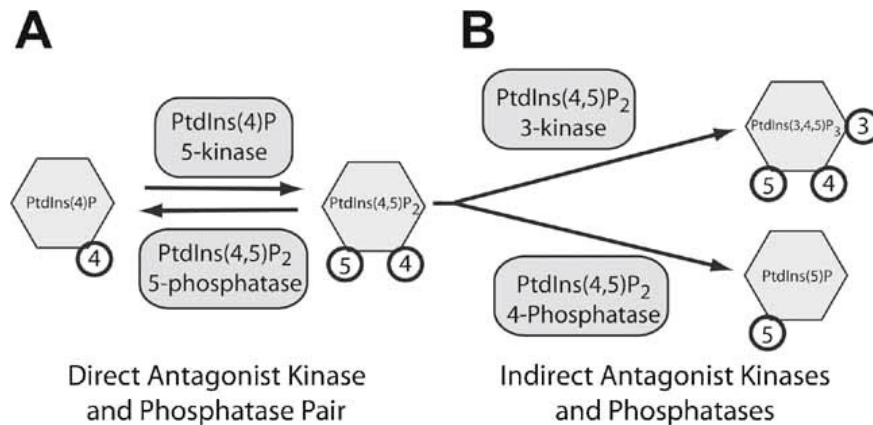 A
B
PtdIns(4)P
5-kinase
PtdIns(4,5)P2
3-kinase
PtdIns(3,4,5)P3
3
5
4
PtdIns(4)P
4
PtdIns(4,5)P2
5
4
PtdIns(4,5)P2
5-phosphatase
PtdIns(4,5)P2
4-Phosphatase
PtdIns(5)P
5
Direct Antagonist Kinase
and Phosphatase Pair
Indirect Antagonist Kinases
and Phosphatases